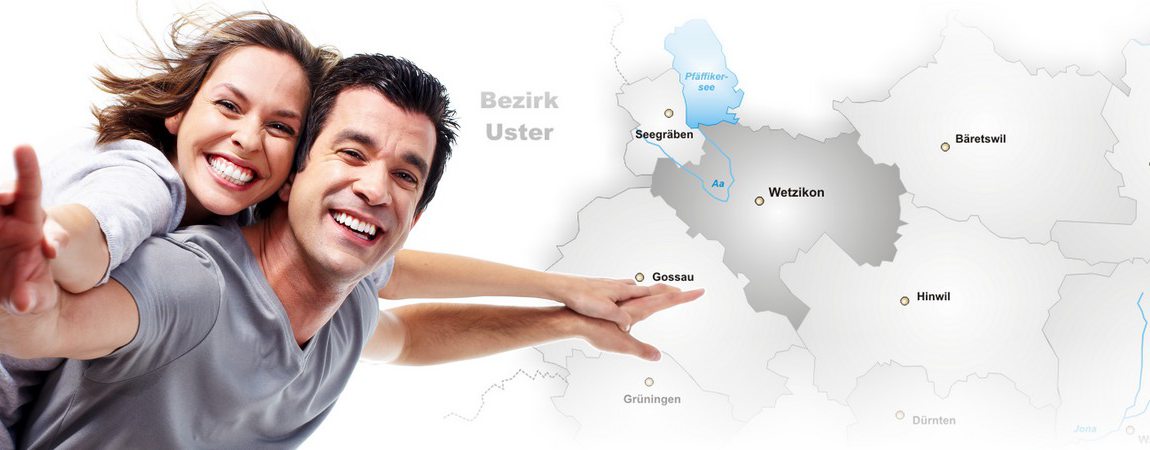 Bezirk
Uster
Pfäffiker-
see
Seegräben
Bäretswil
Aa
Wetzikon
Gossau
Hinwil
Grüningen
Dürnten
Jona
W